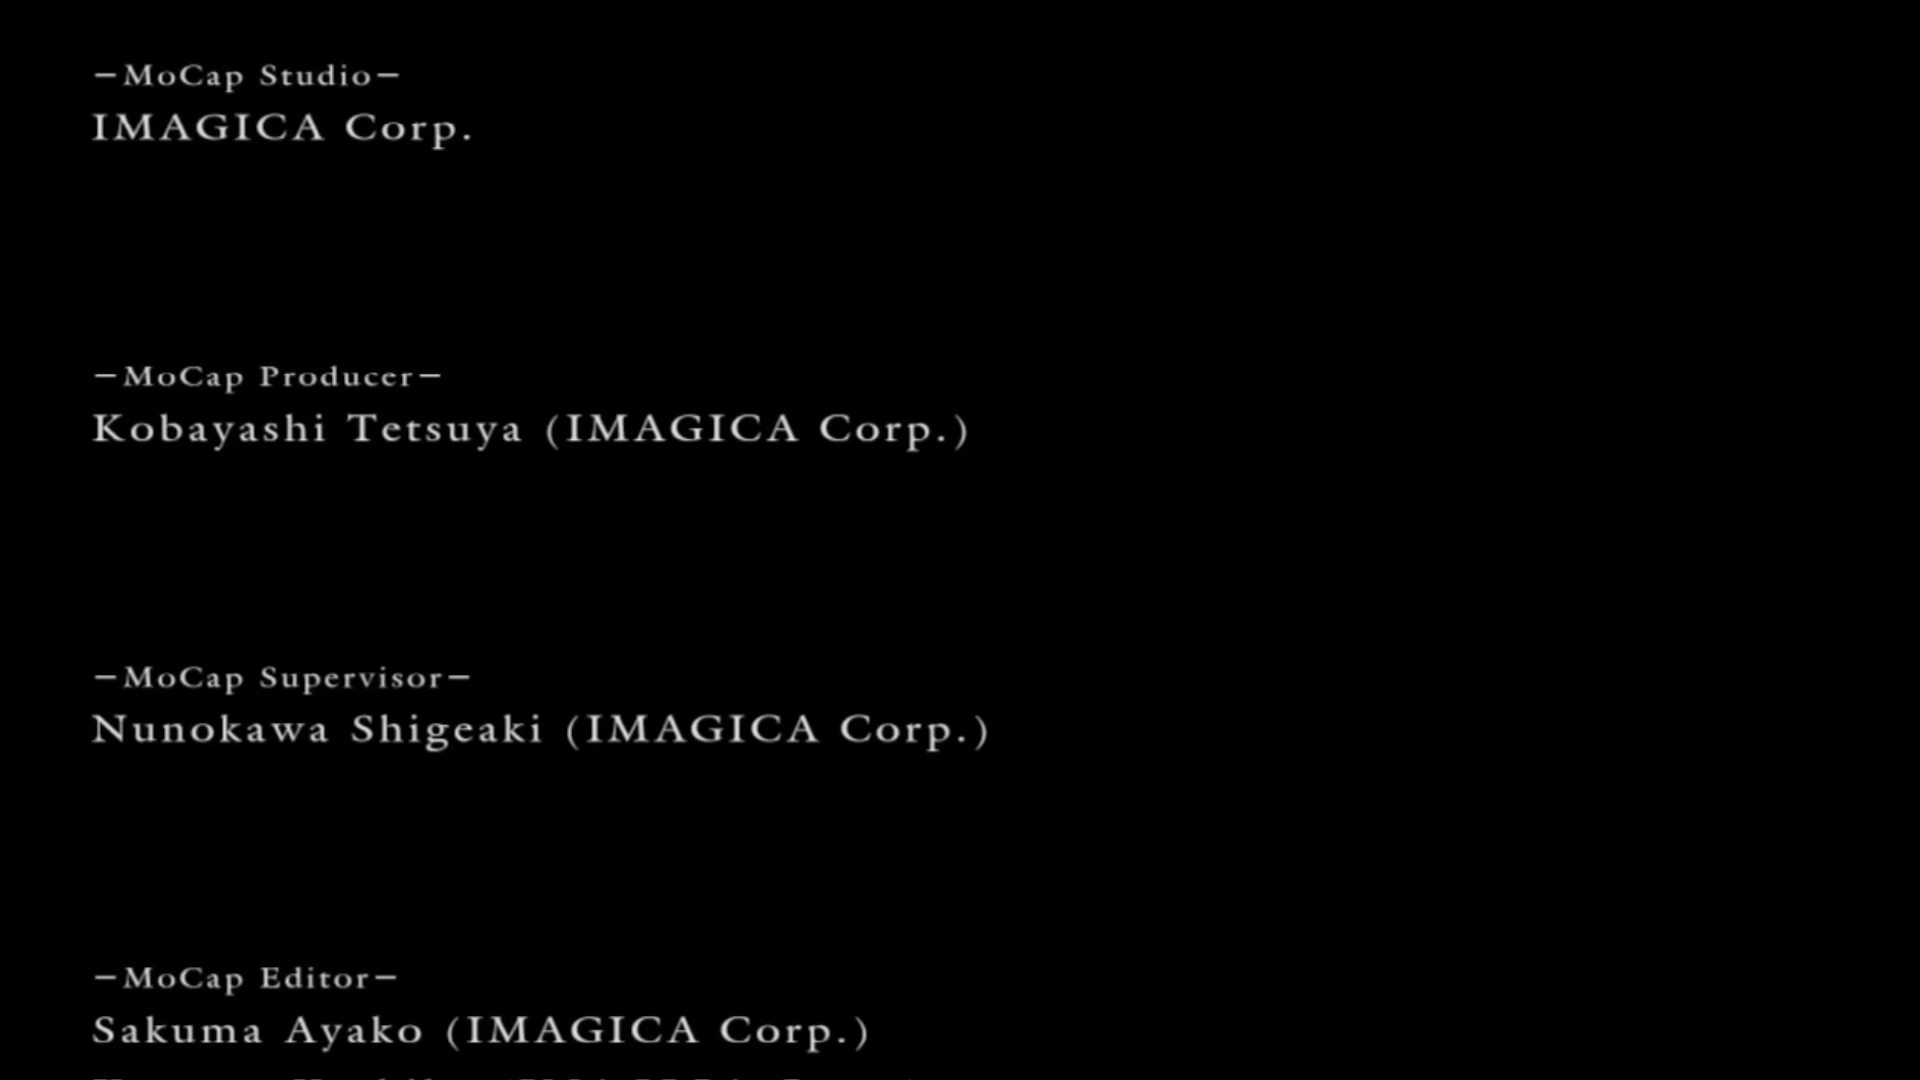 —MoCap Studio—
IMAGICA Corp.
—MoCap Producer—
Kobayashi Tetsuya (IMAGICA Corp.)
—MoCap Supervisor—
Nunokawa Shigeaki (IMAGICA Corp.)
—MoCap Editor—
Sakuma Ayako (IMAGICA Corp.)